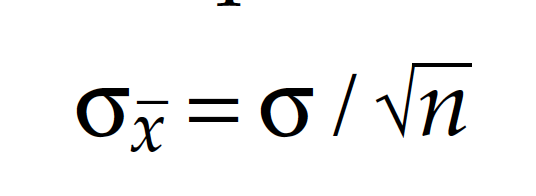 σx̅ = σ / √n